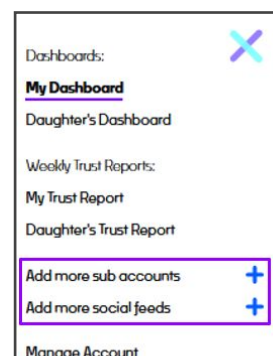 Dashboards:
My Dashboard
Daughter's Dashboard
Weekly Trust Reports:
My Trust Report
Daughter's Trust Report
Add more sub accounts +
Add more social feeds +
Manage Account